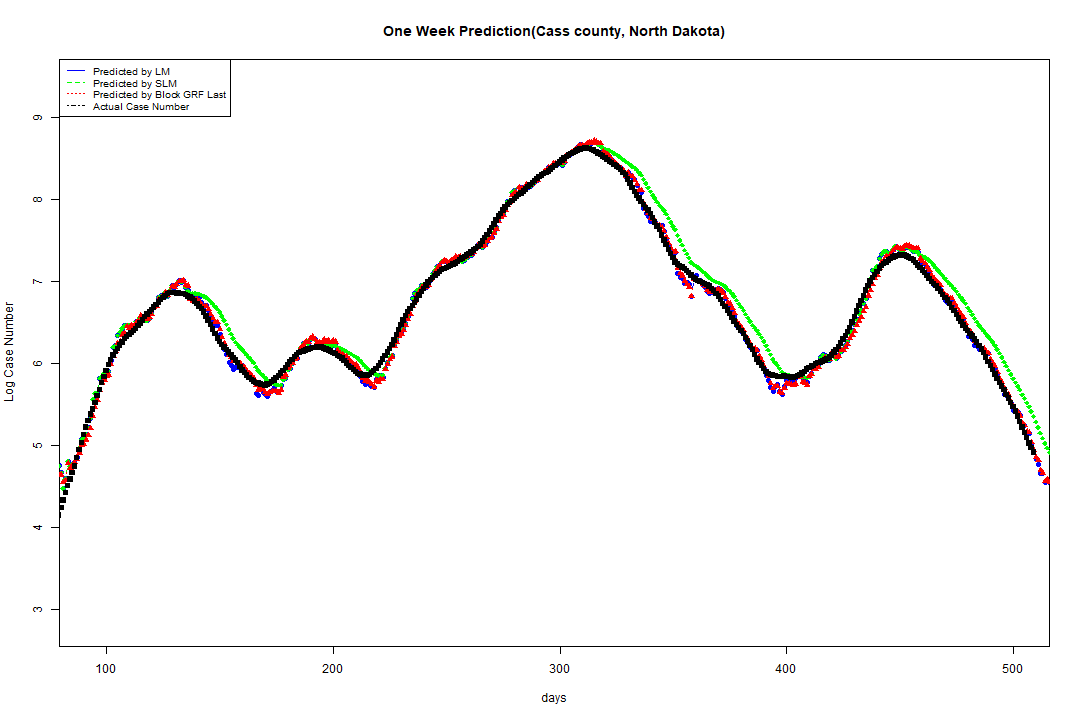 One Week Prediction(Cass county, North Dakota)
Predicted by LM
Predicted by SLM
Predicted by Block GRF Last
Actual Case Number
9
8
7
6
5
4
3
Log Case Number
100 200 300 400 500
days